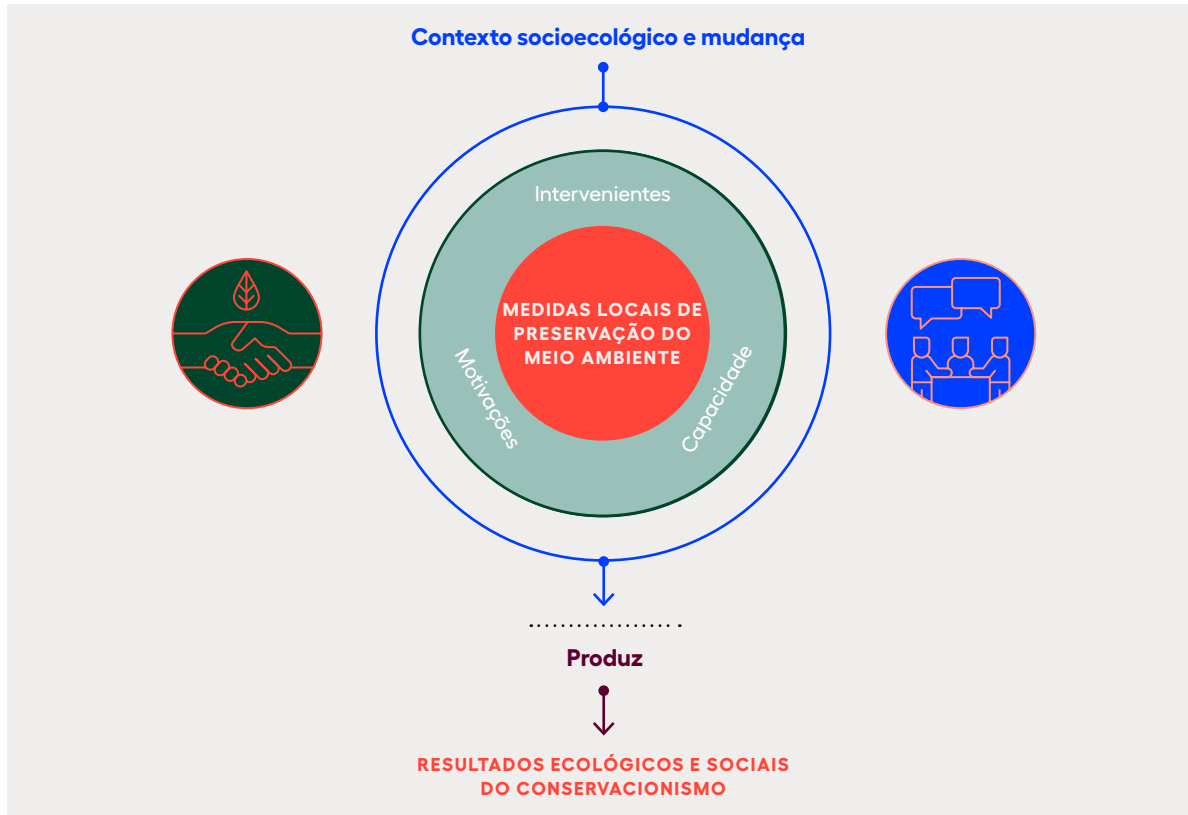 Contexto socioecológico e mudança
Intervenientes
MEDIDAS LOCAIS DE
PRESERVAÇÃO DO
MEIO AMBIENTE
Motivações
Capacidade
Produz
RESULTADOS ECOLÓGICOS E SOCIAIS
DO CONSERVACIONISMO